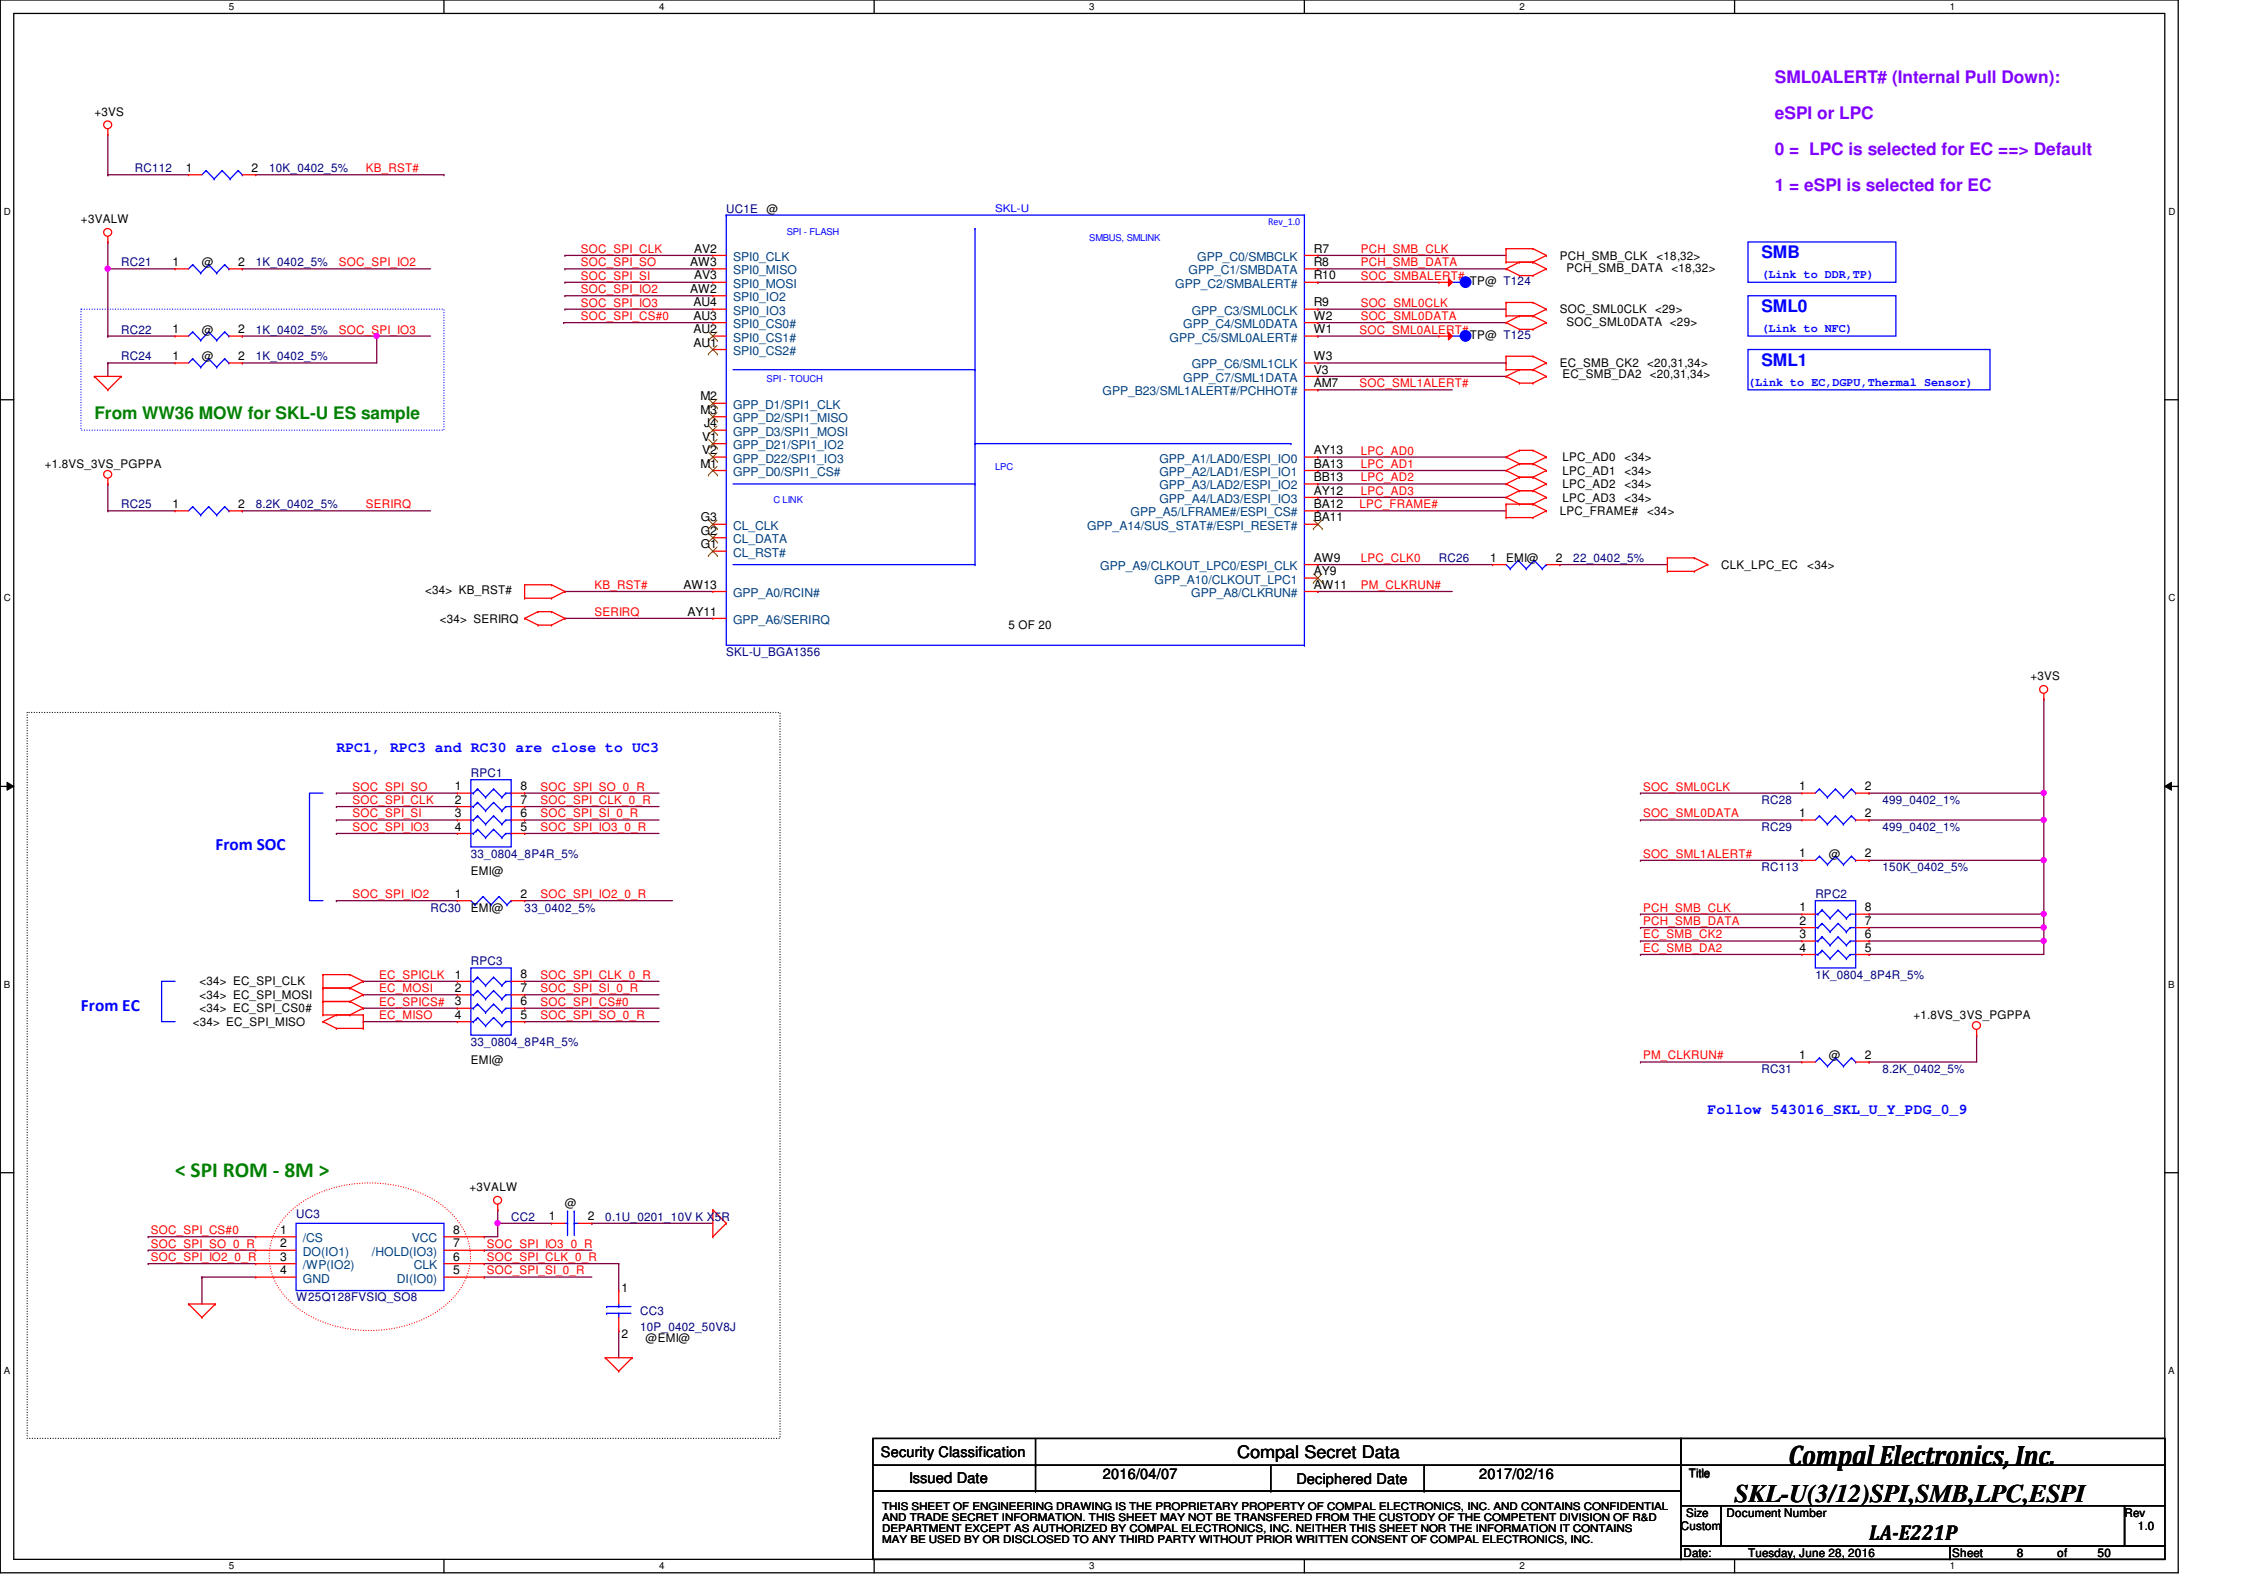 5 4 3 2 1
SML0ALERT# (Internal Pull Down):
eSPI or LPC
0 = LPC is selected for EC ==> Default
1 = eSPI is selected for EC
+3VS
RC112 1 2 10K_0402_5% KB_RST#
+3VALW
RC21 1 @ 2 1K_0402_5% SOC_SPI_IO2
RC22 1 @ 2 1K_0402_5% SOC_SPI_IO3
RC24 1 @ 2 1K_0402_5%
From WW36 MOW for SKL-U ES sample
+1.8VS_3VS_PGPPA
RC25 1 2 8.2K_0402_5% SERIRQ
D
D
UC1E @ SKL-U
Rev_1.0
SPI - FLASH
SMBUS, SMLINK
SOC_SPI_CLK AV2 SPI0_CLK
SOC_SPI_SO AW3 SPI0_MISO
SOC_SPI_SI AV3 SPI0_MOSI
SOC_SPI_IO2 AW2 SPI0_IO2
SOC_SPI_IO3 AU4 SPI0_IO3
SOC_SPI_CS#0 AU3 SPI0_CS0#
AU2 SPI0_CS1#
AU1 SPI0_CS2#
SPI - TOUCH
M2 GPP_D1/SPI1_CLK
M3 GPP_D2/SPI1_MISO
J4 GPP_D3/SPI1_MOSI
V1 GPP_D21/SPI1_IO2
V2 GPP_D22/SPI1_IO3
M1 GPP_D0/SPI1_CS#
C LINK
G3 CL_CLK
G2 CL_DATA
G1 CL_RST#
<34> KB_RST# KB_RST# AW13 GPP_A0/RCIN#
<34> SERIRQ SERIRQ AY11 GPP_A6/SERIRQ
GPP_C0/SMBCLK R7 PCH_SMB_CLK PCH_SMB_CLK <18,32>
GPP_C1/SMBDATA R8 PCH_SMB_DATA PCH_SMB_DATA <18,32>
GPP_C2/SMBALERT# R10 SOC_SMBALERT# TP@ T124
GPP_C3/SML0CLK R9 SOC_SML0CLK SOC_SML0CLK <29>
GPP_C4/SML0DATA W2 SOC_SML0DATA SOC_SML0DATA <29>
GPP_C5/SML0ALERT# W1 SOC_SML0ALERT# TP@ T125
GPP_C6/SML1CLK W3 EC_SMB_CK2 <20,31,34>
GPP_C7/SML1DATA V3 EC_SMB_DA2 <20,31,34>
GPP_B23/SML1ALERT#/PCHHOT# AM7 SOC_SML1ALERT#
LPC
GPP_A1/LAD0/ESPI_IO0 AY13 LPC_AD0 LPC_AD0 <34>
GPP_A2/LAD1/ESPI_IO1 BA13 LPC_AD1 LPC_AD1 <34>
GPP_A3/LAD2/ESPI_IO2 BB13 LPC_AD2 LPC_AD2 <34>
GPP_A4/LAD3/ESPI_IO3 AY12 LPC_AD3 LPC_AD3 <34>
GPP_A5/LFRAME#/ESPI_CS# BA12 LPC_FRAME# LPC_FRAME# <34>
GPP_A14/SUS_STAT#/ESPI_RESET# BA11
GPP_A9/CLKOUT_LPC0/ESPI_CLK AW9 LPC_CLK0 RC26 1 EMI@ 2 22_0402_5% CLK_LPC_EC <34>
GPP_A10/CLKOUT_LPC1 AY9
GPP_A8/CLKRUN# AW11 PM_CLKRUN#
5 OF 20
SKL-U_BGA1356
SMB
(Link to DDR,TP)
SML0
(Link to NFC)
SML1
(Link to EC,DGPU,Thermal Sensor)
C
C
RPC1, RPC3 and RC30 are close to UC3
RPC1
SOC_SPI_SO 1 8 SOC_SPI_SO_0_R
SOC_SPI_CLK 2 7 SOC_SPI_CLK_0_R
SOC_SPI_SI 3 6 SOC_SPI_SI_0_R
SOC_SPI_IO3 4 5 SOC_SPI_IO3_0_R
From SOC
33_0804_8P4R_5%
EMI@
SOC_SPI_IO2 1 2 SOC_SPI_IO2_0_R
RC30 EMI@ 33_0402_5%
RPC3
<34> EC_SPI_CLK EC_SPICLK 1 8 SOC_SPI_CLK_0_R
<34> EC_SPI_MOSI EC_MOSI 2 7 SOC_SPI_SI_0_R
<34> EC_SPI_CS0# EC_SPICS# 3 6 SOC_SPI_CS#0
<34> EC_SPI_MISO EC_MISO 4 5 SOC_SPI_SO_0_R
From EC
33_0804_8P4R_5%
EMI@
B
B
+3VS
SOC_SML0CLK 1 2
RC28 499_0402_1%
SOC_SML0DATA 1 2
RC29 499_0402_1%
SOC_SML1ALERT# 1 @ 2
RC113 150K_0402_5%
RPC2
PCH_SMB_CLK 1 8
PCH_SMB_DATA 2 7
EC_SMB_CK2 3 6
EC_SMB_DA2 4 5
1K_0804_8P4R_5%
+1.8VS_3VS_PGPPA
PM_CLKRUN# 1 @ 2
RC31 8.2K_0402_5%
Follow 543016_SKL_U_Y_PDG_0_9
< SPI ROM - 8M >
+3VALW
CC2 1 @ 2 0.1U_0201_10V K X5R
UC3
SOC_SPI_CS#0 1 /CS VCC 8
SOC_SPI_SO_0_R 2 DO(IO1) /HOLD(IO3) 7 SOC_SPI_IO3_0_R
SOC_SPI_IO2_0_R 3 /WP(IO2) CLK 6 SOC_SPI_CLK_0_R
4 GND DI(IO0) 5 SOC_SPI_SI_0_R
W25Q128FVSIQ_SO8
1
CC3
10P_0402_50V8J
2 @EMI@
A
A
Security Classification Compal Secret Data
Issued Date 2016/04/07 Deciphered Date 2017/02/16
THIS SHEET OF ENGINEERING DRAWING IS THE PROPRIETARY PROPERTY OF COMPAL ELECTRONICS, INC. AND CONTAINS CONFIDENTIAL
AND TRADE SECRET INFORMATION. THIS SHEET MAY NOT BE TRANSFERED FROM THE CUSTODY OF THE COMPETENT DIVISION OF R&D
DEPARTMENT EXCEPT AS AUTHORIZED BY COMPAL ELECTRONICS, INC. NEITHER THIS SHEET NOR THE INFORMATION IT CONTAINS
MAY BE USED BY OR DISCLOSED TO ANY THIRD PARTY WITHOUT PRIOR WRITTEN CONSENT OF COMPAL ELECTRONICS, INC.
Compal Electronics, Inc.
Title
SKL-U(3/12)SPI,SMB,LPC,ESPI
Size Document Number Rev
Custom LA-E221P 1.0
Date: Tuesday, June 28, 2016 Sheet 8 of 50
5 4 3 2 1